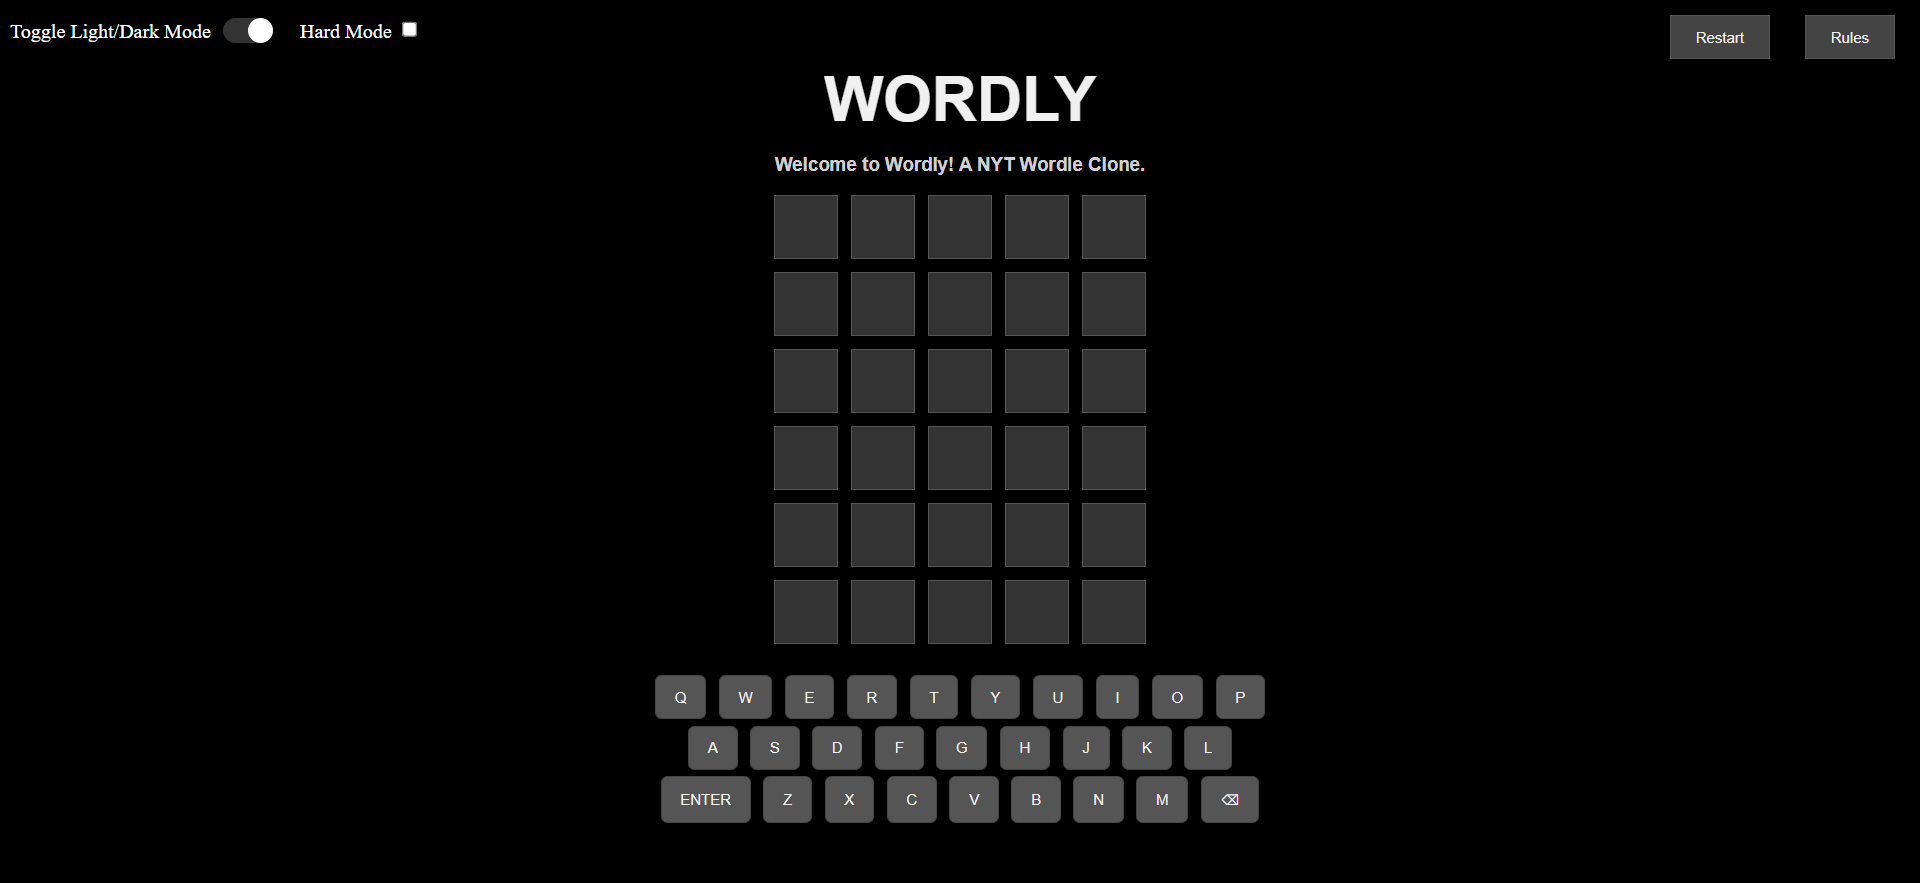 Toggle Light/Dark Mode Hard Mode Restart Rules
WORDLY
Welcome to Wordly! A NYT Wordle Clone.
Q W E R T Y U I O P
A S D F G H J K L
ENTER Z X C V B N M ⌫